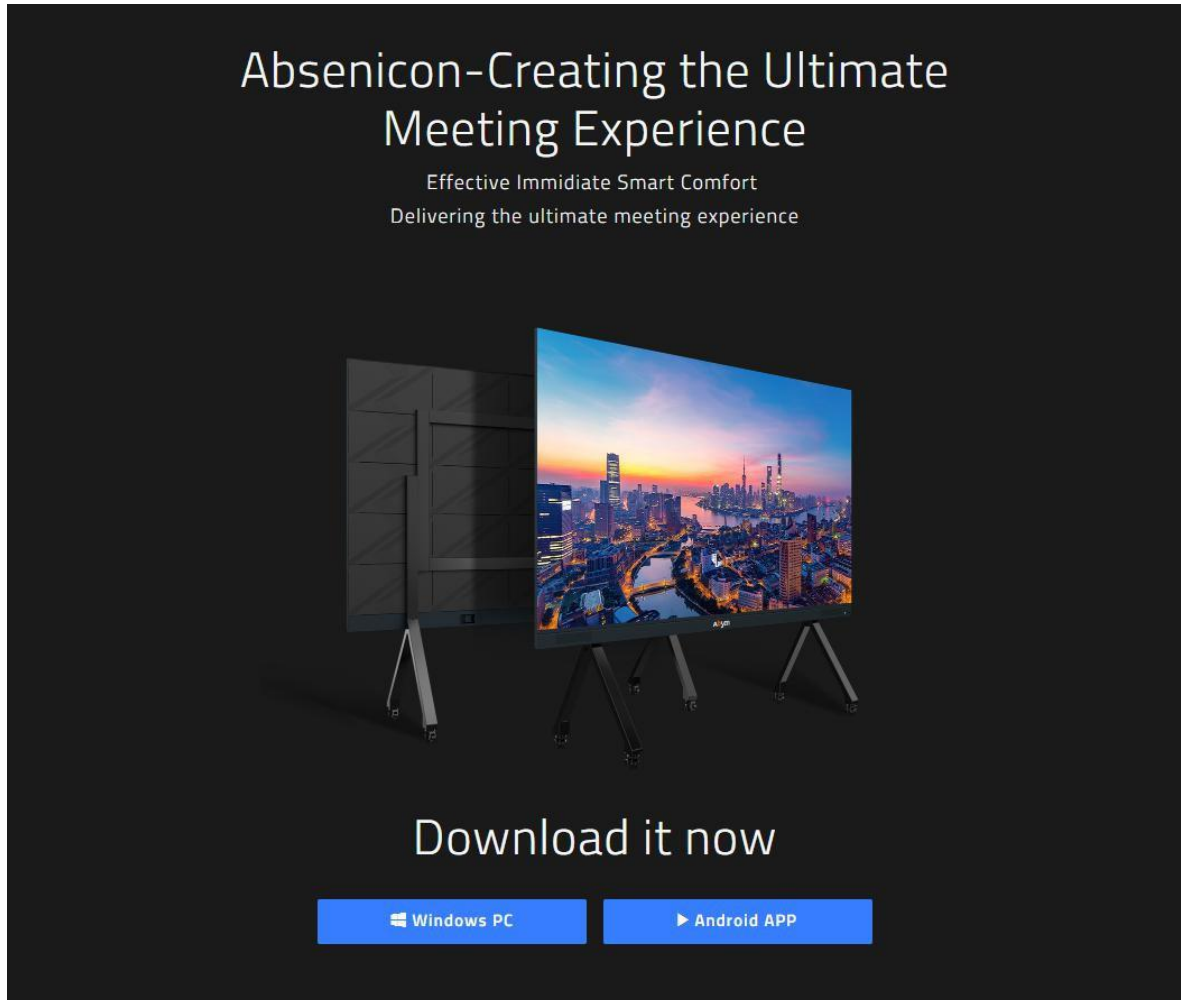 Absenicon-Creating the Ultimate
Meeting Experience
Effective Immidiate Smart Comfort
Delivering the ultimate meeting experience
Download it now
Windows PC
Android APP